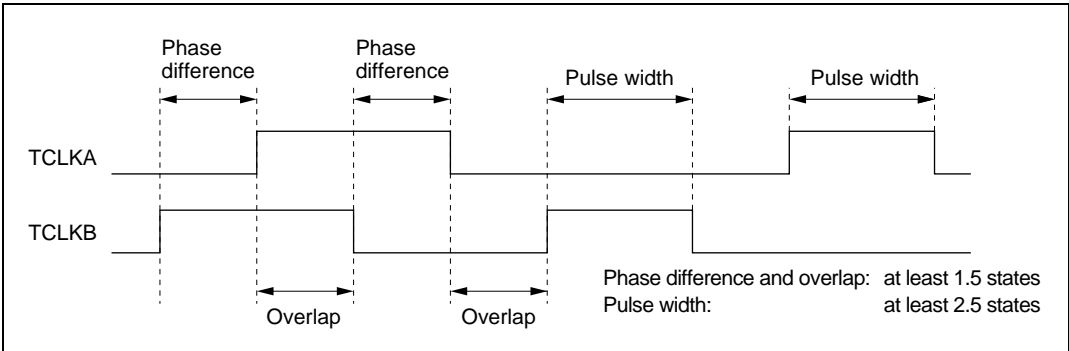 Phase
difference
Phase
difference
Pulse width
Pulse width
TCLKA
TCLKB
Overlap
Overlap
Phase difference and overlap: at least 1.5 states
Pulse width: at least 2.5 states